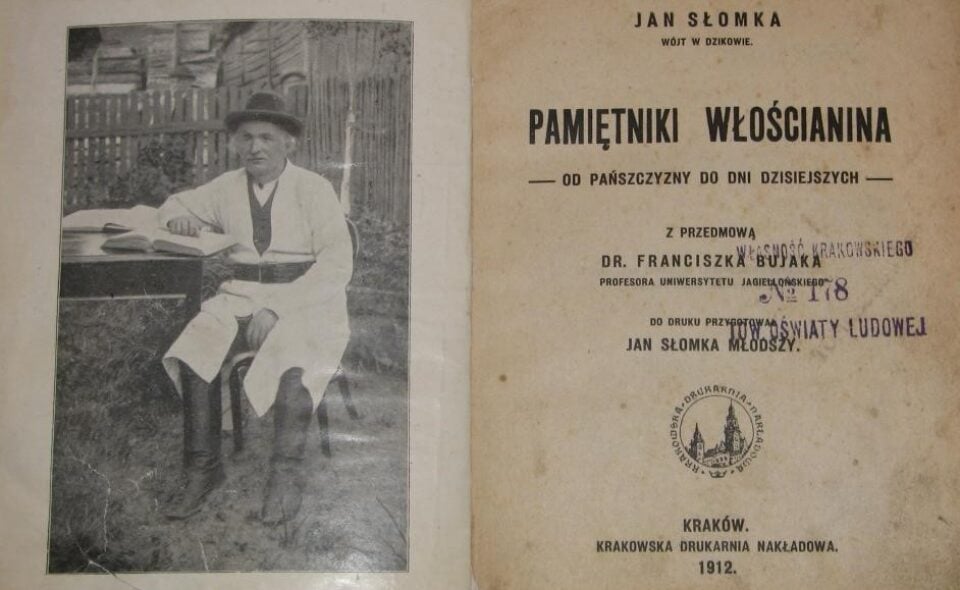 JAN SŁOMKA
WÓJT W DZIKOWIE.
PAMIĘTNIKI WŁOŚCIANINA
— OD PAŃSZCZYZNY DO DNI DZISIEJSZYCH —
Z PRZEDMOWĄ
WŁASNOŚĆ KRAKOWSKIEGO
DR. FRANCISZKA BUJAKA
PROFESORA UNIWERSYTETU JAGIELLOŃSKIEGO
№ 178
DO DRUKU PRZYGOTOWAŁ
TOW. OŚWIATY LUDOWEJ
JAN SŁOMKA MŁODSZY.
KRAKOWSKA • DRUKARNIA • NAKŁADOWA •
KRAKÓW.
KRAKOWSKA DRUKARNIA NAKŁADOWA.
1912.